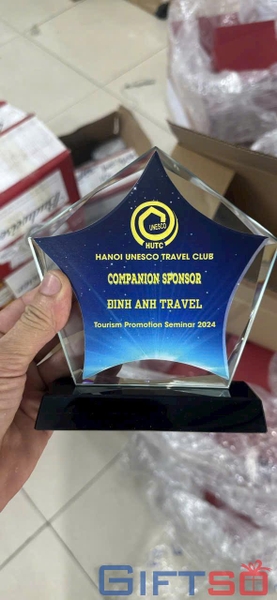 UNESCO
HUTC
HANOI UNESCO TRAVEL CLUB
COMPANION SPONSOR
ĐINH ANH TRAVEL
Tourism Promotion Seminar 2024
GIFTSO